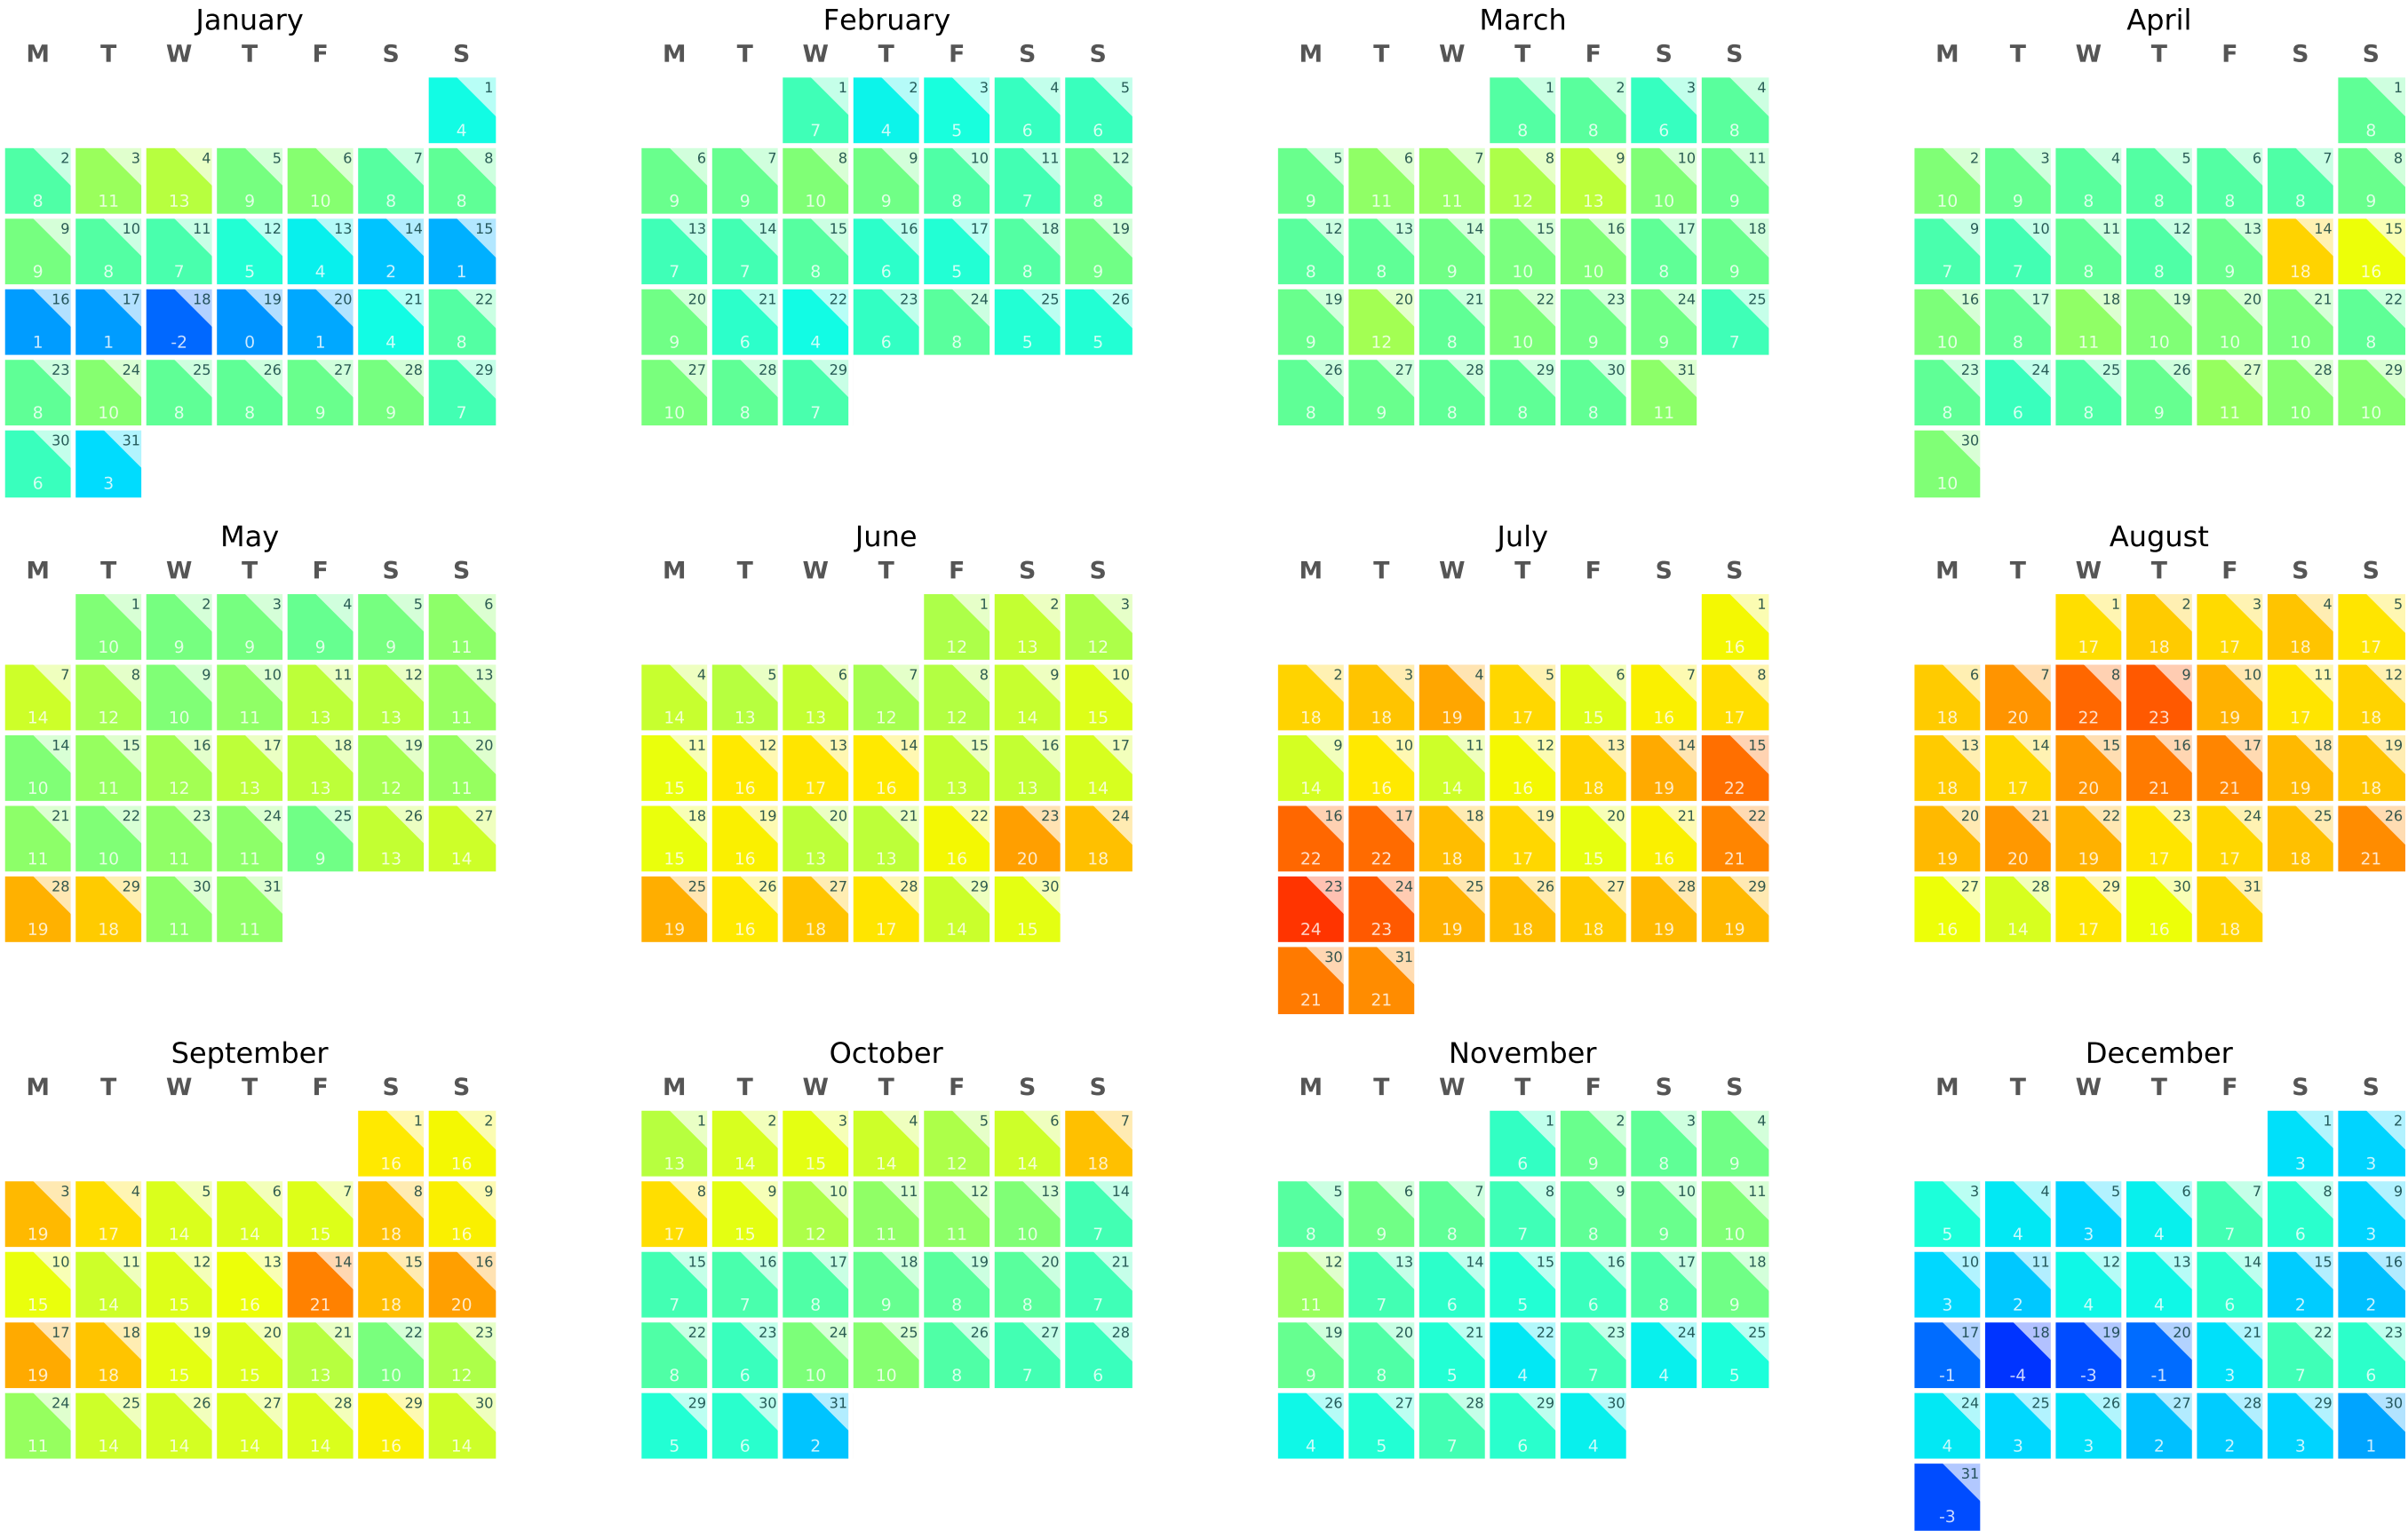 January
M T W T F S S
1
4
2 3 4 5 6 7 8
8 11 13 9 10 8 8
9 10 11 12 13 14 15
9 8 7 5 4 2 1
16 17 18 19 20 21 22
1 1 -2 0 1 4 8
23 24 25 26 27 28 29
8 10 8 8 9 9 7
30 31
6 3
February
M T W T F S S
1 2 3 4 5
7 4 5 6 6
6 7 8 9 10 11 12
9 9 10 9 8 7 8
13 14 15 16 17 18 19
7 7 8 6 5 8 9
20 21 22 23 24 25 26
9 6 4 6 8 5 5
27 28 29
10 8 7
March
M T W T F S S
1 2 3 4
8 8 6 8
5 6 7 8 9 10 11
9 11 11 12 13 10 9
12 13 14 15 16 17 18
8 8 9 10 10 8 9
19 20 21 22 23 24 25
9 12 8 10 9 9 7
26 27 28 29 30 31
8 9 8 8 8 11
April
M T W T F S S
1
8
2 3 4 5 6 7 8
10 9 8 8 8 8 9
9 10 11 12 13 14 15
7 7 8 8 9 18 16
16 17 18 19 20 21 22
10 8 11 10 10 10 8
23 24 25 26 27 28 29
8 6 8 9 11 10 10
30
10
May
M T W T F S S
1 2 3 4 5 6
10 9 9 9 9 11
7 8 9 10 11 12 13
14 12 10 11 13 13 11
14 15 16 17 18 19 20
10 11 12 13 13 12 11
21 22 23 24 25 26 27
11 10 11 11 9 13 14
28 29 30 31
19 18 11 11
June
M T W T F S S
1 2 3
12 13 12
4 5 6 7 8 9 10
14 13 13 12 12 14 15
11 12 13 14 15 16 17
15 16 17 16 13 13 14
18 19 20 21 22 23 24
15 16 13 13 16 20 18
25 26 27 28 29 30
19 16 18 17 14 15
July
M T W T F S S
1
16
2 3 4 5 6 7 8
18 18 19 17 15 16 17
9 10 11 12 13 14 15
14 16 14 16 18 19 22
16 17 18 19 20 21 22
22 22 18 17 15 16 21
23 24 25 26 27 28 29
24 23 19 18 18 19 19
30 31
21 21
August
M T W T F S S
1 2 3 4 5
17 18 17 18 17
6 7 8 9 10 11 12
18 20 22 23 19 17 18
13 14 15 16 17 18 19
18 17 20 21 21 19 18
20 21 22 23 24 25 26
19 20 19 17 17 18 21
27 28 29 30 31
16 14 17 16 18
September
M T W T F S S
1 2
16 16
3 4 5 6 7 8 9
19 17 14 14 15 18 16
10 11 12 13 14 15 16
15 14 15 16 21 18 20
17 18 19 20 21 22 23
19 18 15 15 13 10 12
24 25 26 27 28 29 30
11 14 14 14 14 16 14
October
M T W T F S S
1 2 3 4 5 6 7
13 14 15 14 12 14 18
8 9 10 11 12 13 14
17 15 12 11 11 10 7
15 16 17 18 19 20 21
7 7 8 9 8 8 7
22 23 24 25 26 27 28
8 6 10 10 8 7 6
29 30 31
5 6 2
November
M T W T F S S
1 2 3 4
6 9 8 9
5 6 7 8 9 10 11
8 9 8 7 8 9 10
12 13 14 15 16 17 18
11 7 6 5 6 8 9
19 20 21 22 23 24 25
9 8 5 4 7 4 5
26 27 28 29 30
4 5 7 6 4
December
M T W T F S S
1 2
3 3
3 4 5 6 7 8 9
5 4 3 4 7 6 3
10 11 12 13 14 15 16
3 2 4 4 6 2 2
17 18 19 20 21 22 23
-1 -4 -3 -1 3 7 6
24 25 26 27 28 29 30
4 3 3 2 2 3 1
31
-3